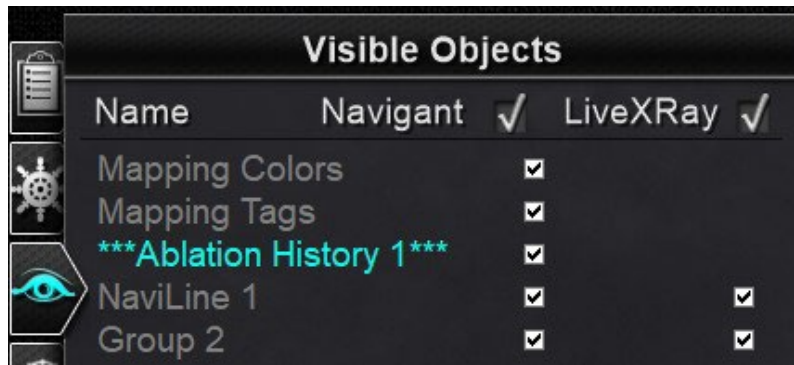 Visible Objects
Name Navigant LiveXRay
Mapping Colors
Mapping Tags
***Ablation History 1***
NaviLine 1
Group 2